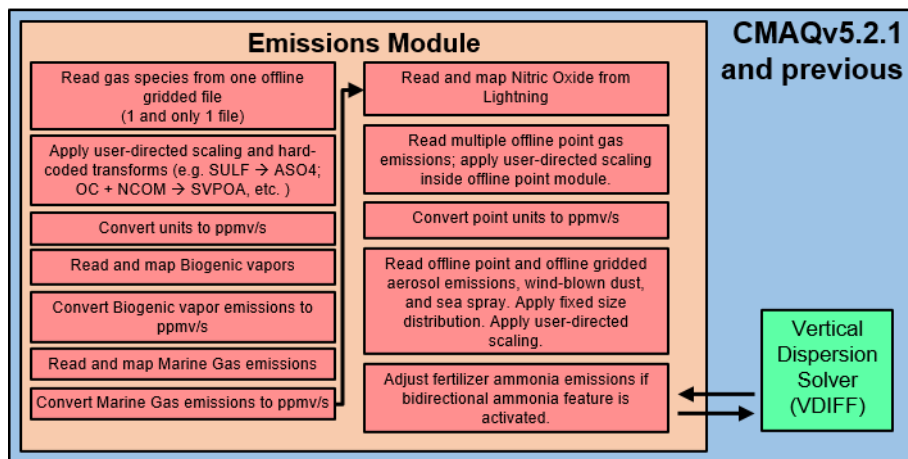 Emissions Module
CMAQv5.2.1
and previous
Read gas species from one offline
gridded file
(1 and only 1 file)
Apply user-directed scaling and hard-
coded transforms (e.g. SULF → ASO4;
OC + NCOM → SVPOA, etc. )
Convert units to ppmv/s
Read and map Biogenic vapors
Convert Biogenic vapor emissions to
ppmv/s
Read and map Marine Gas emissions
Convert Marine Gas emissions to ppmv/s
Read and map Nitric Oxide from
Lightning
Read multiple offline point gas
emissions; apply user-directed scaling
inside offline point module.
Convert point units to ppmv/s
Read offline point and offline gridded
aerosol emissions, wind-blown dust,
and sea spray. Apply fixed size
distribution. Apply user-directed
scaling.
Adjust fertilizer ammonia emissions if
bidirectional ammonia feature is
activated.
Vertical
Dispersion
Solver
(VDIFF)